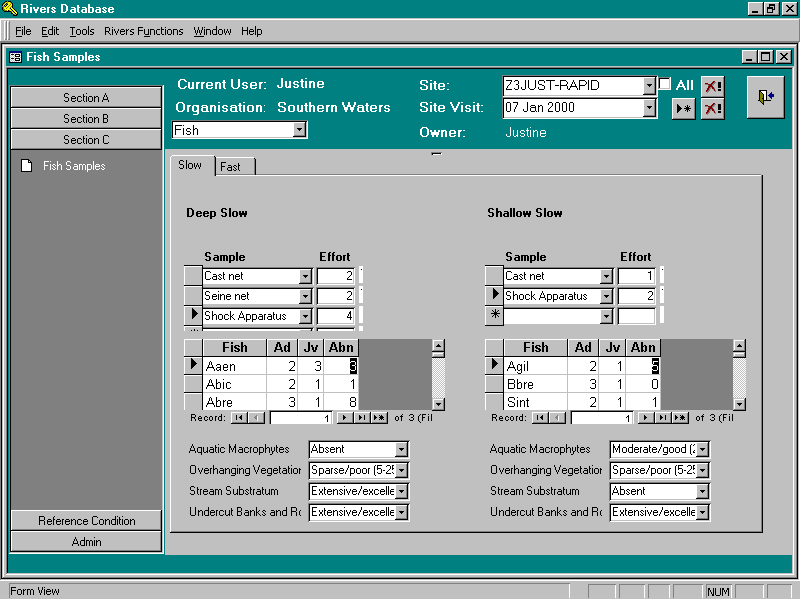 Rivers Database
File Edit Tools Rivers Functions Window Help
Fish Samples
Section A
Section B
Section C
Fish Samples
Reference Condition
Admin
Current User: Justine
Organisation: Southern Waters
Fish
Site: Z3JUST-RAPID All
Site Visit: 07 Jan 2000
Owner: Justine
Slow Fast
Deep Slow
Sample Effort
Cast net 2
Seine net 2
Shock Apparatus 4
Fish Ad Jv Abn
Aaen 2 3 3
Abic 2 1 1
Abre 3 1 8
Record: 1 of 3 (Fil
Aquatic Macrophytes Absent
Overhanging Vegetation Sparse/poor (5-25
Stream Substratum Extensive/excelle
Undercut Banks and Ro Extensive/excelle
Shallow Slow
Sample Effort
Cast net 1
Shock Apparatus 2
Fish Ad Jv Abn
Agil 2 1 5
Bbre 3 1 0
Sint 2 1 1
Record: 1 of 3 (Fil
Aquatic Macrophytes Moderate/good (2
Overhanging Vegetation Sparse/poor (5-25
Stream Substratum Absent
Undercut Banks and Ro Extensive/excelle
Form View NUM